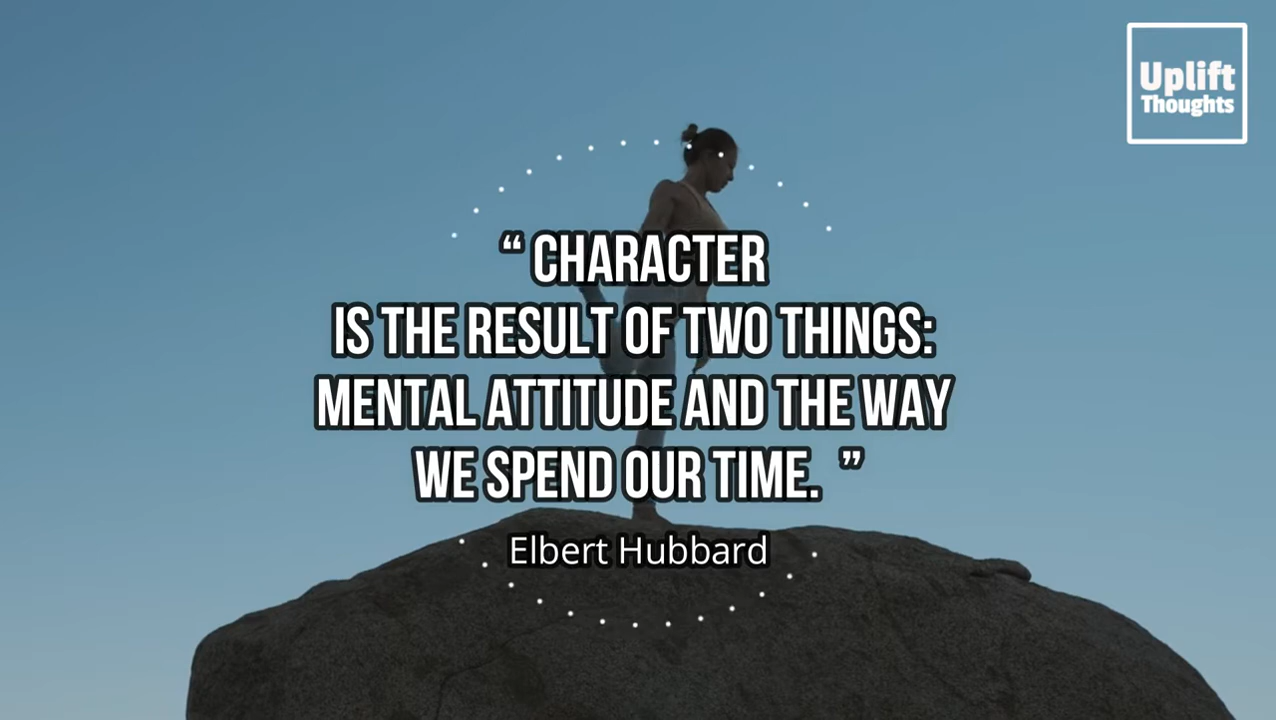 Uplift
Thoughts
“ CHARACTER
IS THE RESULT OF TWO THINGS:
MENTAL ATTITUDE AND THE WAY
WE SPEND OUR TIME. ”
Elbert Hubbard